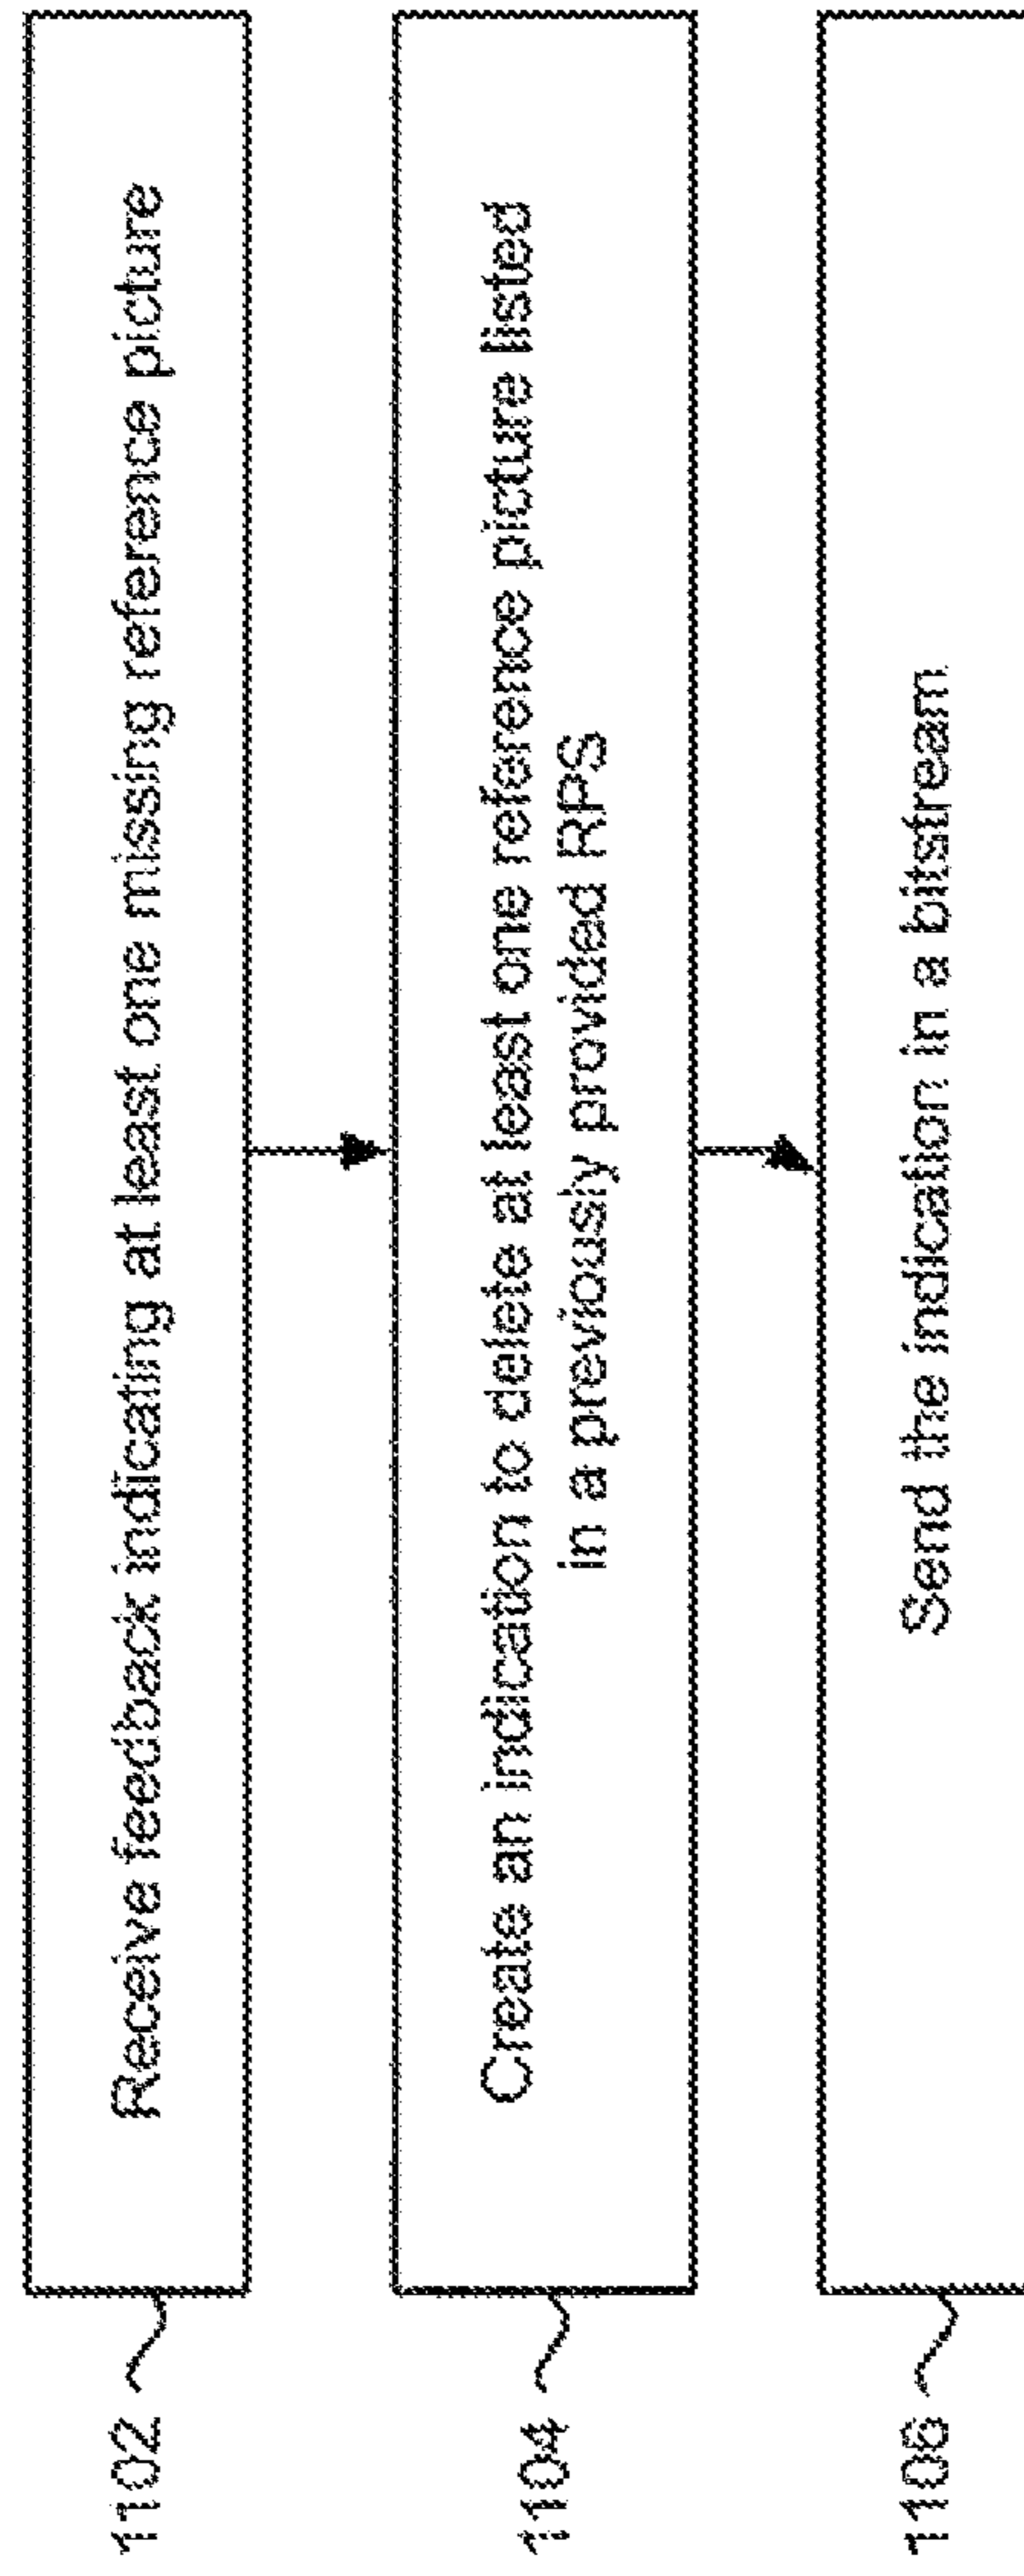 1102
Receive feedback indicating at least one missing reference picture
1104
Create an indication to delete at least one reference picture listed
in a previously provided RPS
1106
Send the indication in a bitstream